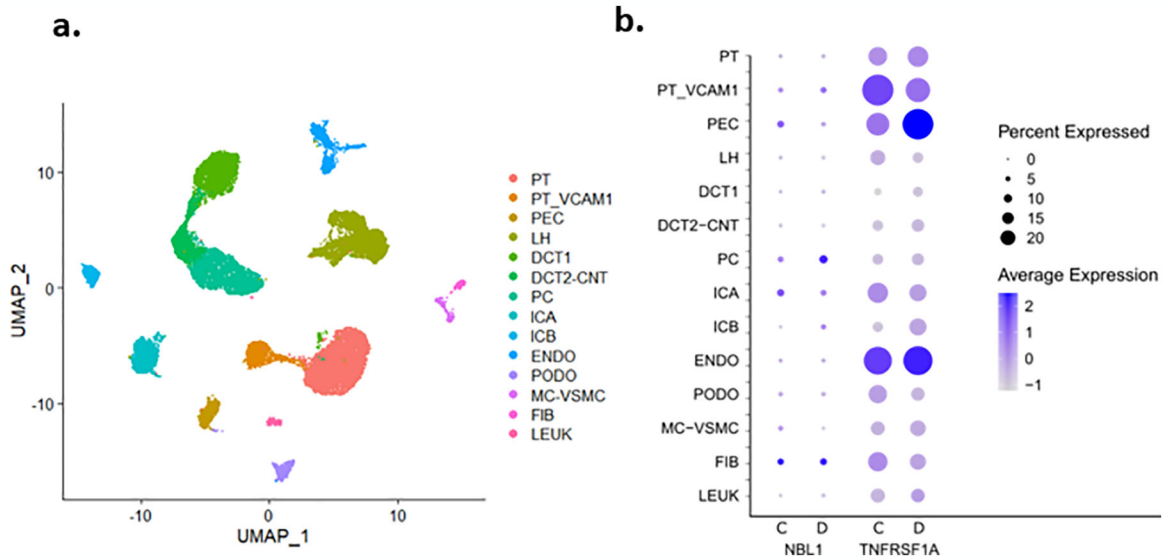 a.
UMAP_2
10
0
-10
-10
0
10
UMAP_1
PT
PT_VCAM1
PEC
LH
DCT1
DCT2-CNT
PC
ICA
ICB
ENDO
PODO
MC-VSMC
FIB
LEUK
b.
PT
PT_VCAM1
PEC
LH
DCT1
DCT2−CNT
PC
ICA
ICB
ENDO
PODO
MC−VSMC
FIB
LEUK
C D C D
NBL1 TNFRSF1A
Percent Expressed
0
5
10
15
20
Average Expression
2
1
0
−1